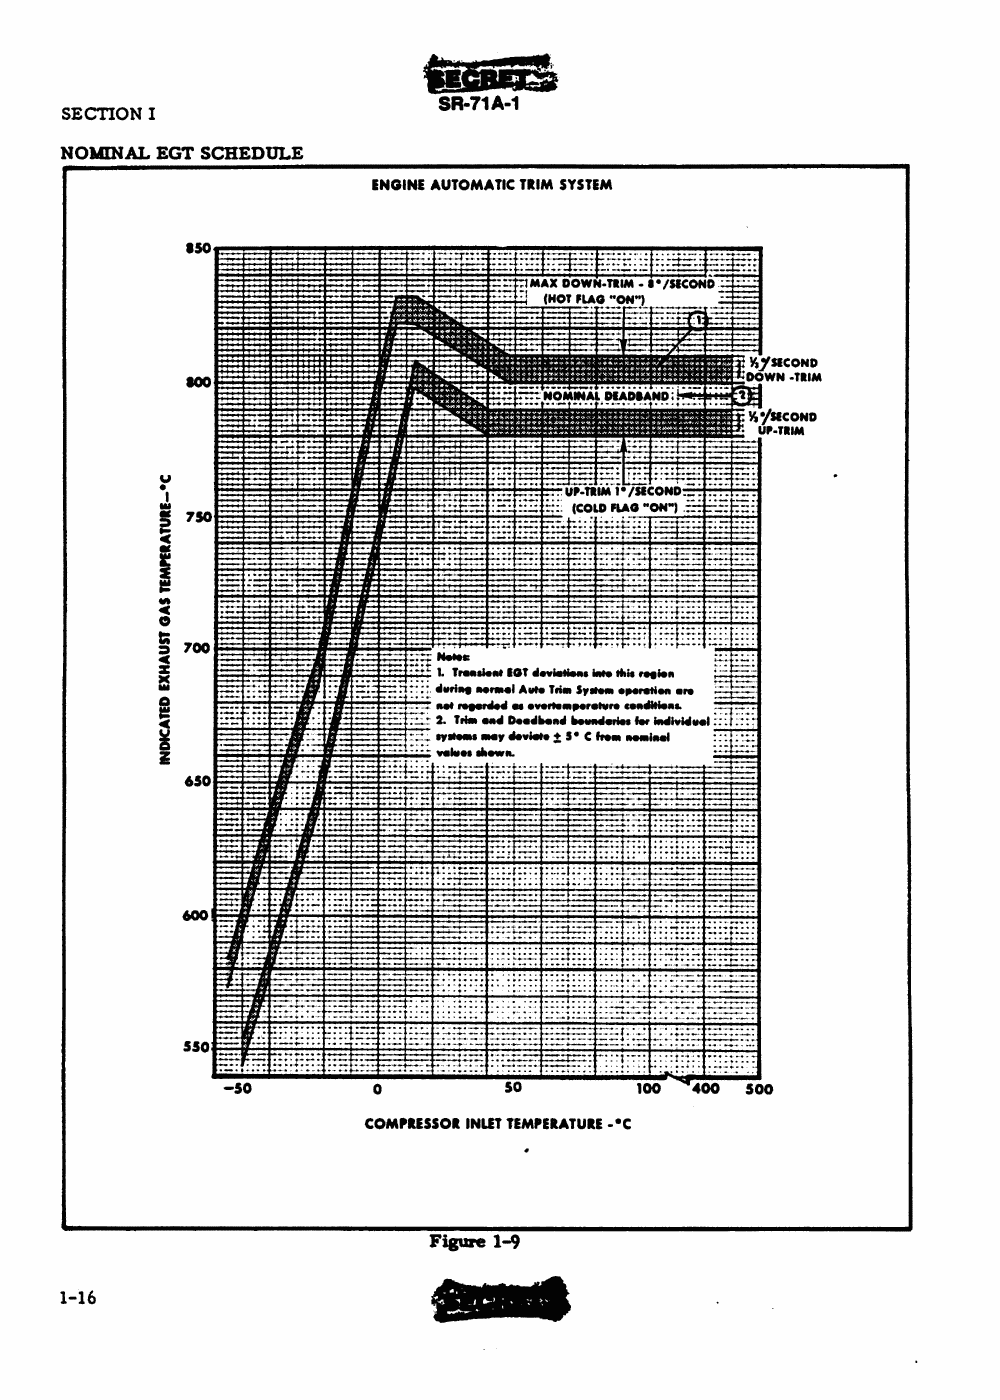 SECRET
SR-71A-1
SECTION I
NOMINAL EGT SCHEDULE
ENGINE AUTOMATIC TRIM SYSTEM
850
MAX DOWN-TRIM - 8°/SECOND
(HOT FLAG "ON")
1
½°/SECOND
DOWN -TRIM
800
NOMINAL DEADBAND
2
½°/SECOND
UP-TRIM
UP-TRIM 1°/SECOND
(COLD FLAG "ON")
750
INDICATED EXHAUST GAS TEMPERATURE—°C
700
Notes:
1. Transient EGT deviations into this region
during normal Auto Trim System operation are
not regarded as overtemperature conditions.
2. Trim and Deadband boundaries for individual
systems may deviate ± 5° C from nominal
values shown.
650
600
550
-50 0 50 100 400 500
COMPRESSOR INLET TEMPERATURE -°C
Figure 1-9
1-16